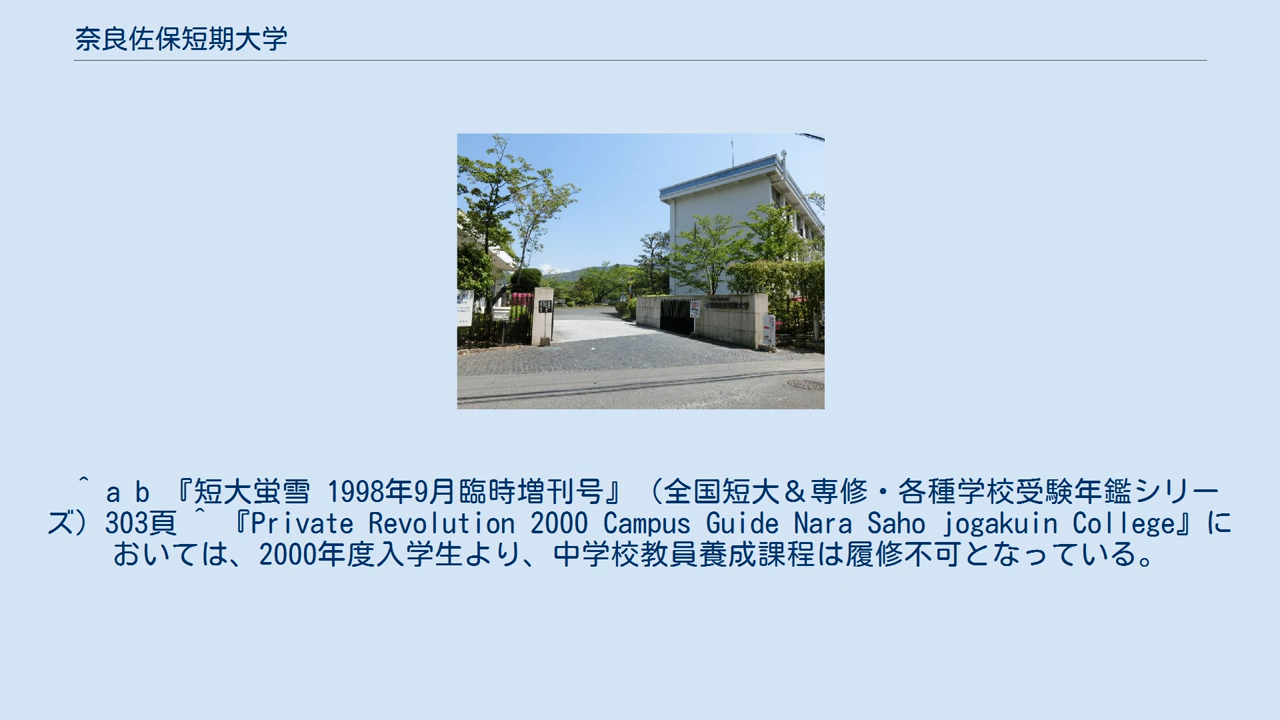 奈良佐保短期大学
^ a b 『短大蛍雪 1998年9月臨時増刊号』（全国短大＆専修・各種学校受験年鑑シリー
ズ）303頁 ^ 『Private Revolution 2000 Campus Guide Nara Saho jogakuin College』に
おいては、2000年度入学生より、中学校教員養成課程は履修不可となっている。